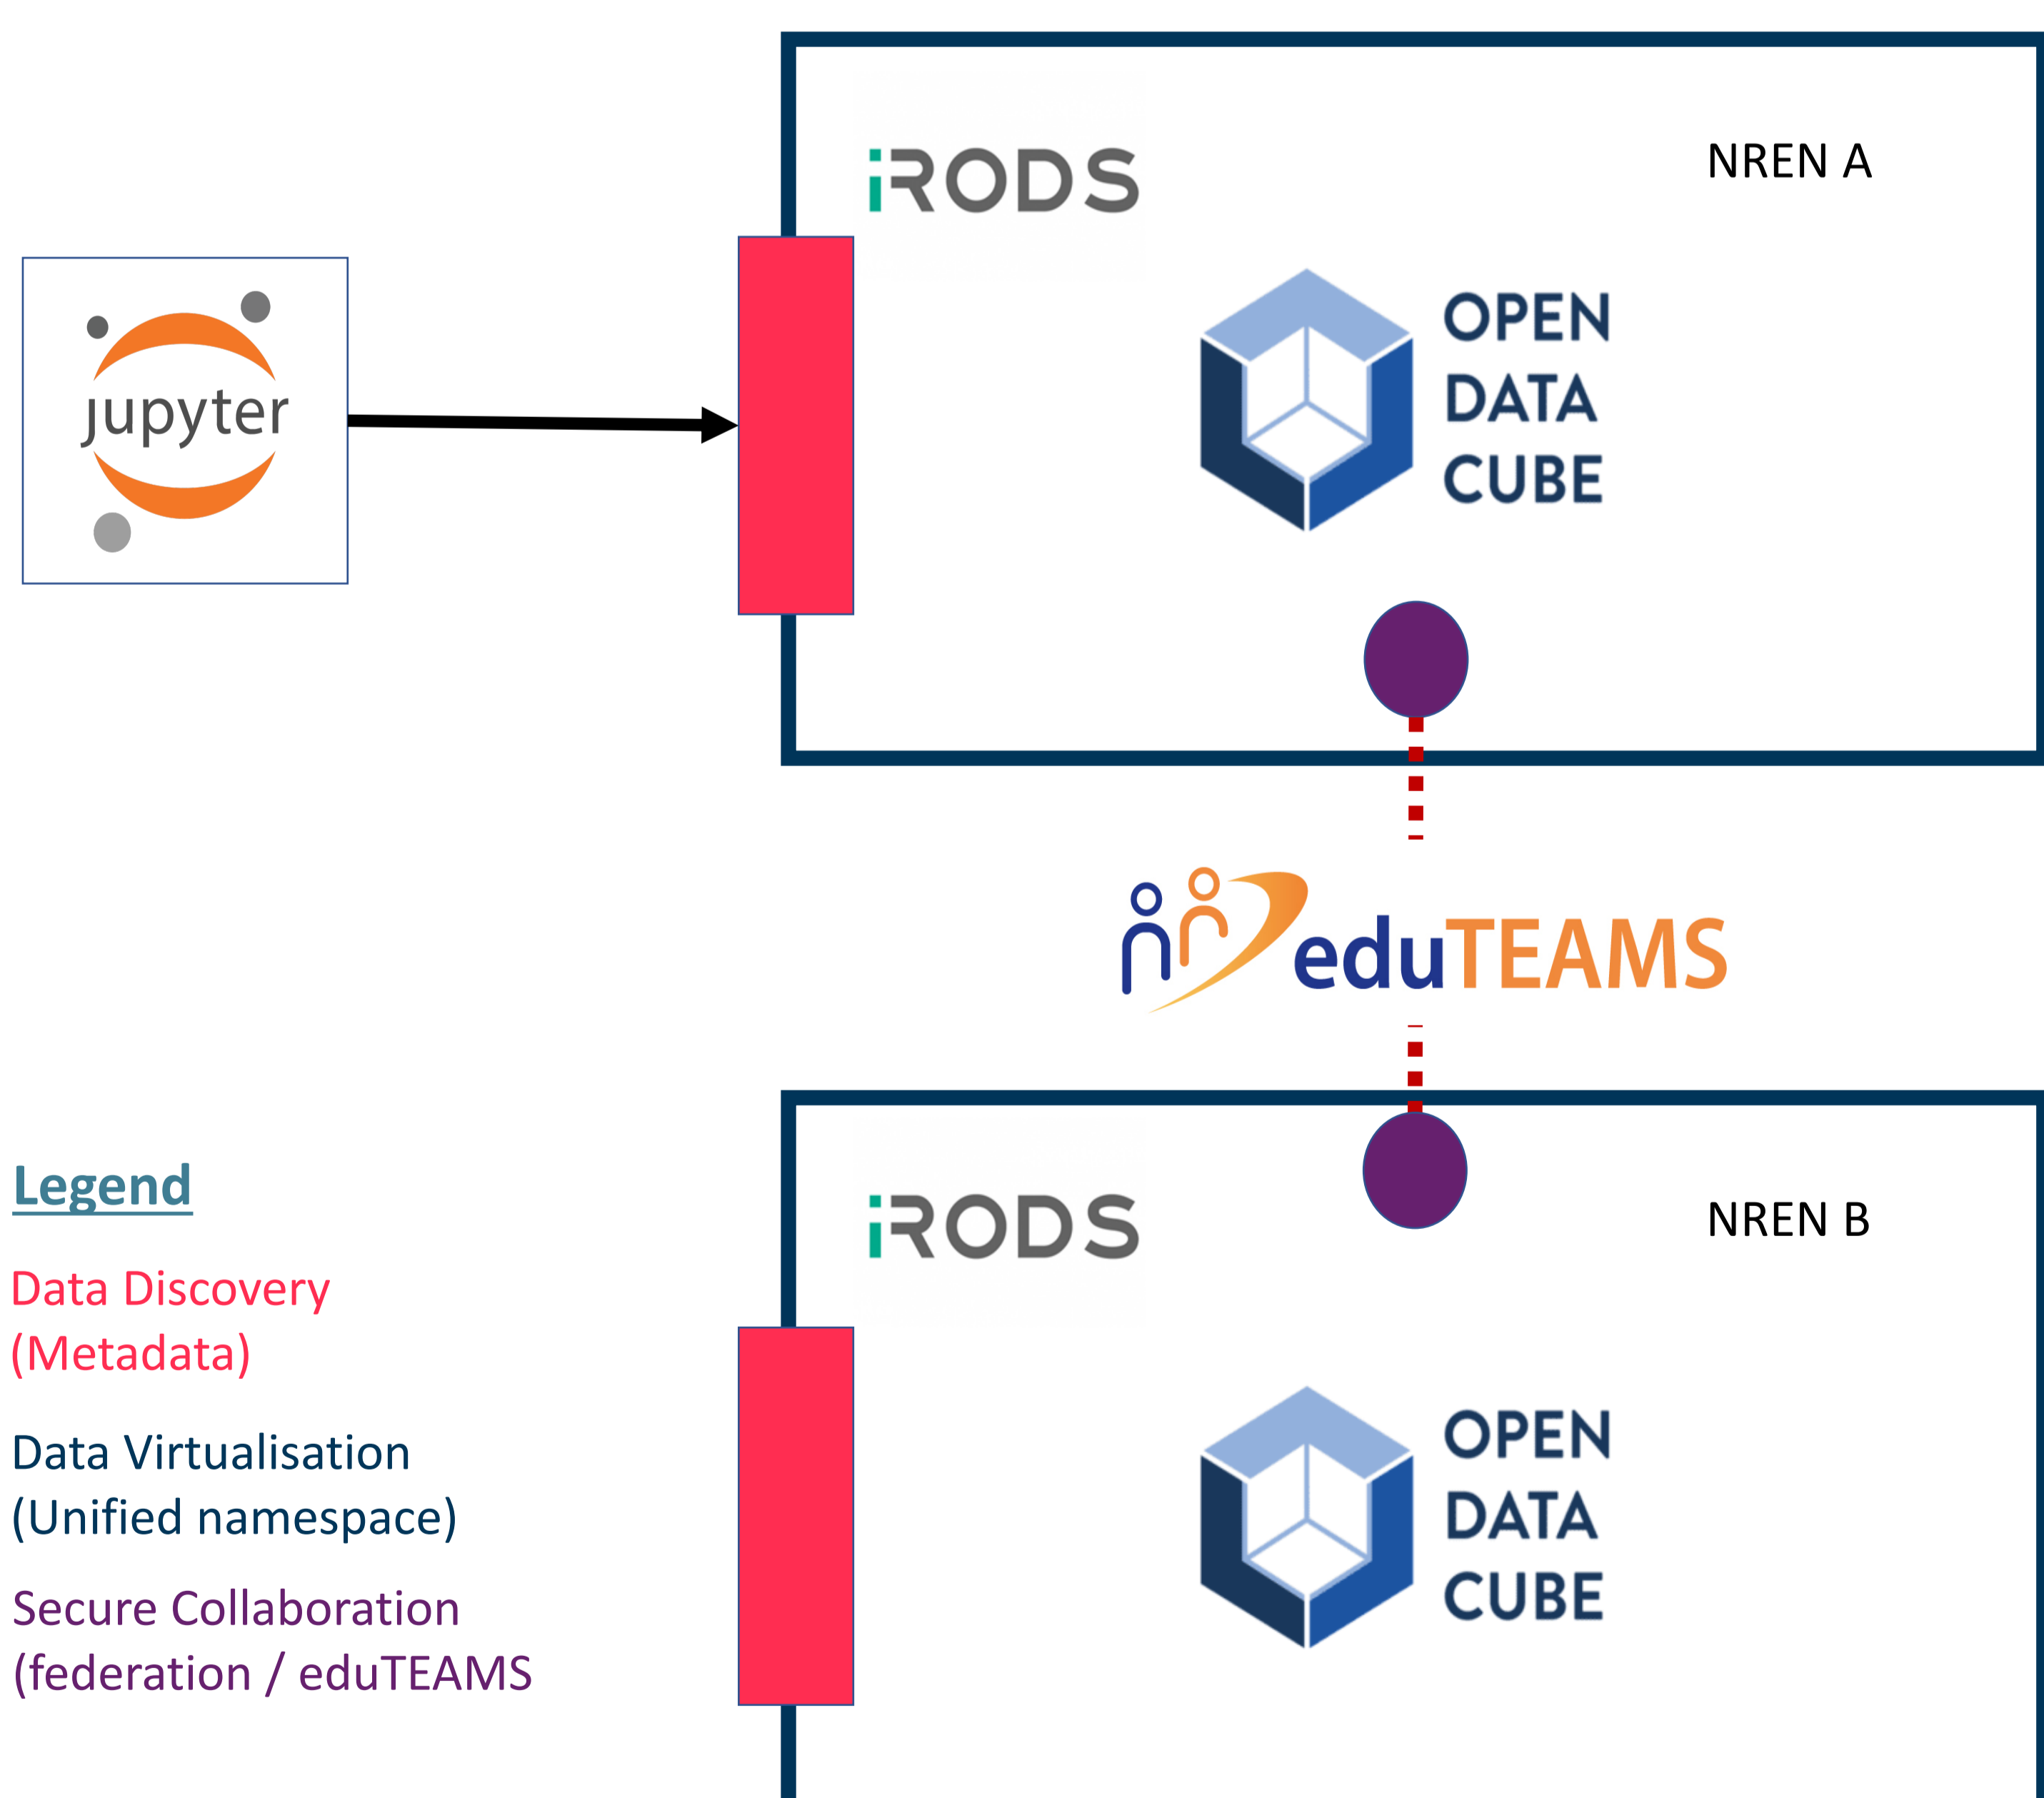 iRODS
NREN A
jupyter
OPEN
DATA
CUBE
eduTEAMS
Legend
Data Discovery
(Metadata)
Data Virtualisation
(Unified namespace)
Secure Collaboration
(federation / eduTEAMS
iRODS
NREN B
OPEN
DATA
CUBE